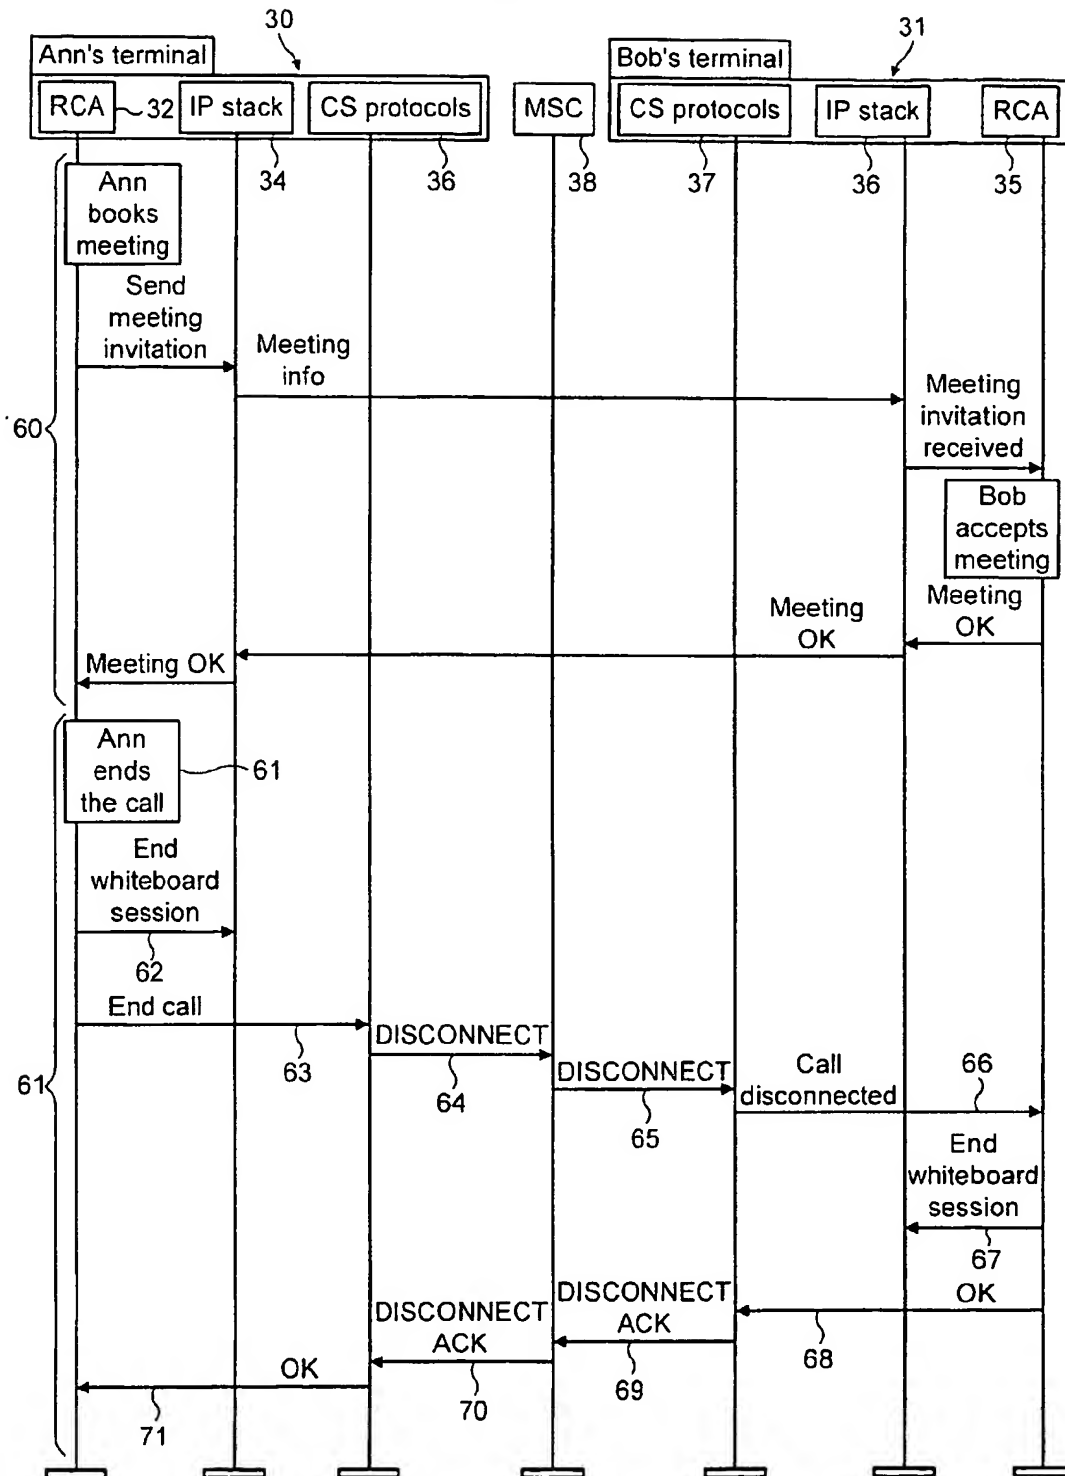 30
31
Ann's terminal
Bob's terminal
RCA
32
IP stack
CS protocols
MSC
CS protocols
IP stack
RCA
34
36
38
37
36
35
Ann
books
meeting
Send
meeting
invitation
Meeting
info
Meeting
invitation
received
60
Bob
accepts
meeting
Meeting
OK
Meeting
OK
Meeting OK
Ann
ends
the call
61
End
whiteboard
session
62
End call
63
DISCONNECT
64
DISCONNECT
65
Call
disconnected
66
61
End
whiteboard
session
67
OK
68
DISCONNECT
ACK
69
DISCONNECT
ACK
70
OK
71